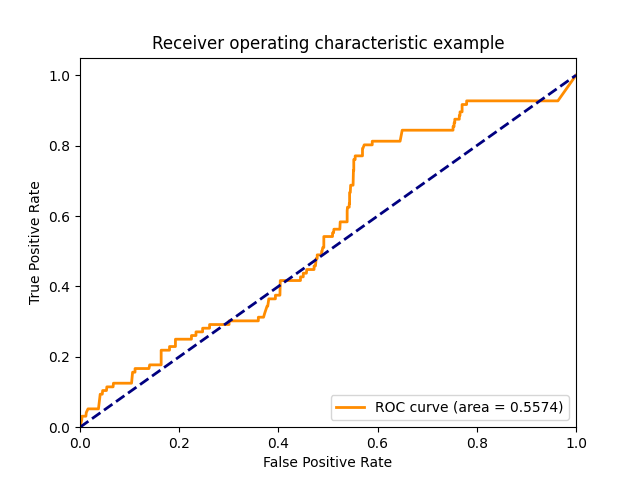 Receiver operating characteristic example
True Positive Rate
1.0
0.8
0.6
0.4
0.2
0.0
ROC curve (area = 0.5574)
0.0 0.2 0.4 0.6 0.8 1.0
False Positive Rate